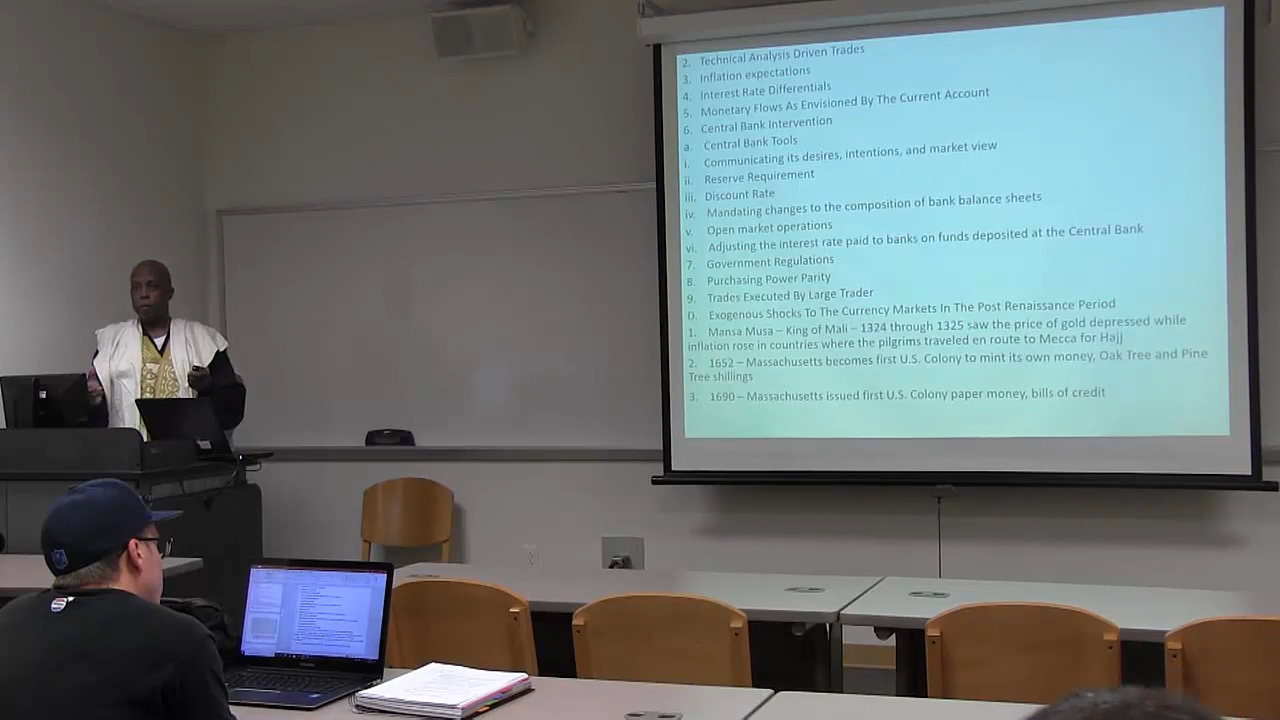 2. Technical Analysis Driven Trades
3. Inflation expectations
4. Interest Rate Differentials
5. Monetary Flows As Envisioned By The Current Account
6. Central Bank Intervention
a. Central Bank Tools
i. Communicating its desires, intentions, and market view
ii. Reserve Requirement
iii. Discount Rate
iv. Mandating changes to the composition of bank balance sheets
v. Open market operations
vi. Adjusting the interest rate paid to banks on funds deposited at the Central Bank
7. Government Regulations
8. Purchasing Power Parity
9. Trades Executed By Large Trader
D. Exogenous Shocks To The Currency Markets In The Post Renaissance Period
1. Mansa Musa – King of Mali – 1324 through 1325 saw the price of gold depressed while
inflation rose in countries where the pilgrims traveled en route to Mecca for Hajj
2. 1652 – Massachusetts becomes first U.S. Colony to mint its own money, Oak Tree and Pine
Tree shillings
3. 1690 – Massachusetts issued first U.S. Colony paper money, bills of credit